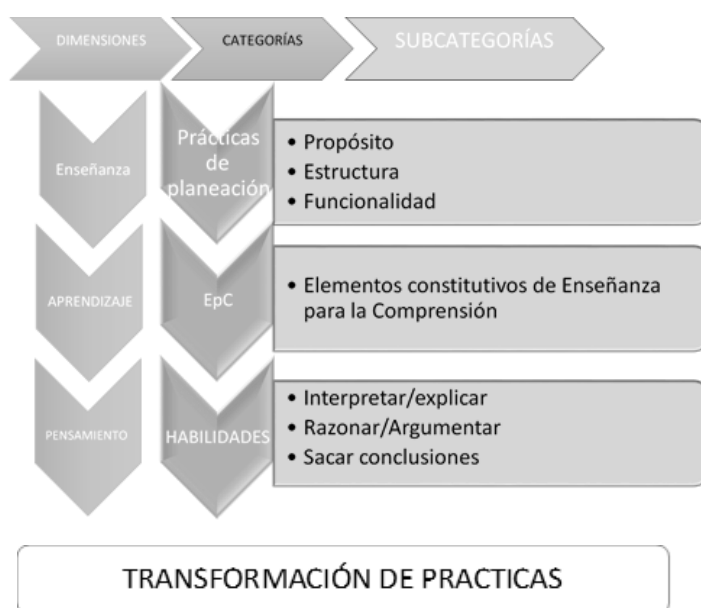 DIMENSIONES
CATEGORÍAS
SUBCATEGORÍAS
Enseñanza
Prácticas
de
planeación
• Propósito
• Estructura
• Funcionalidad
APRENDIZAJE
EpC
• Elementos constitutivos de Enseñanza
para la Comprensión
PENSAMIENTO
HABILIDADES
• Interpretar/explicar
• Razonar/Argumentar
• Sacar conclusiones
TRANSFORMACIÓN DE PRACTICAS